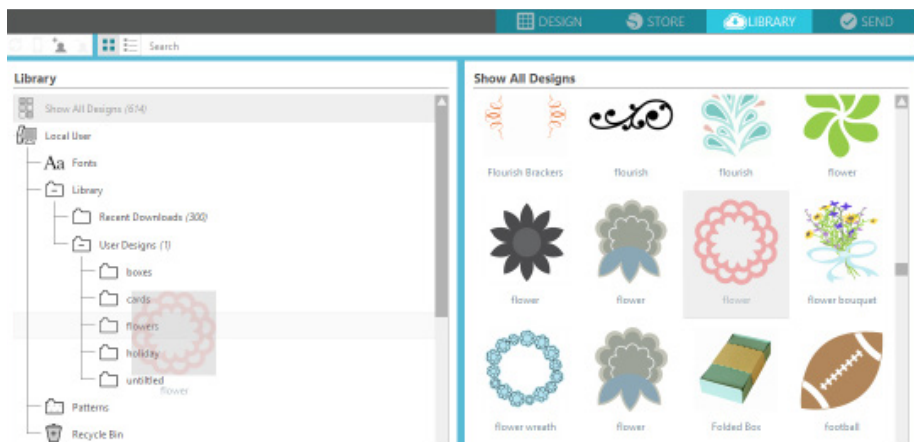 DESIGN STORE LIBRARY SEND
Search
Library
Show All Designs (614)
Local User
Aa Fonts
Library
Recent Downloads (300)
User Designs (1)
boxes
cards
flowers
holiday
untitled
flower
Patterns
Recycle Bin
Show All Designs
Flourish Brackers flourish flourish flower
flower flower flower flower bouquet
flower wreath flower Folded Box football